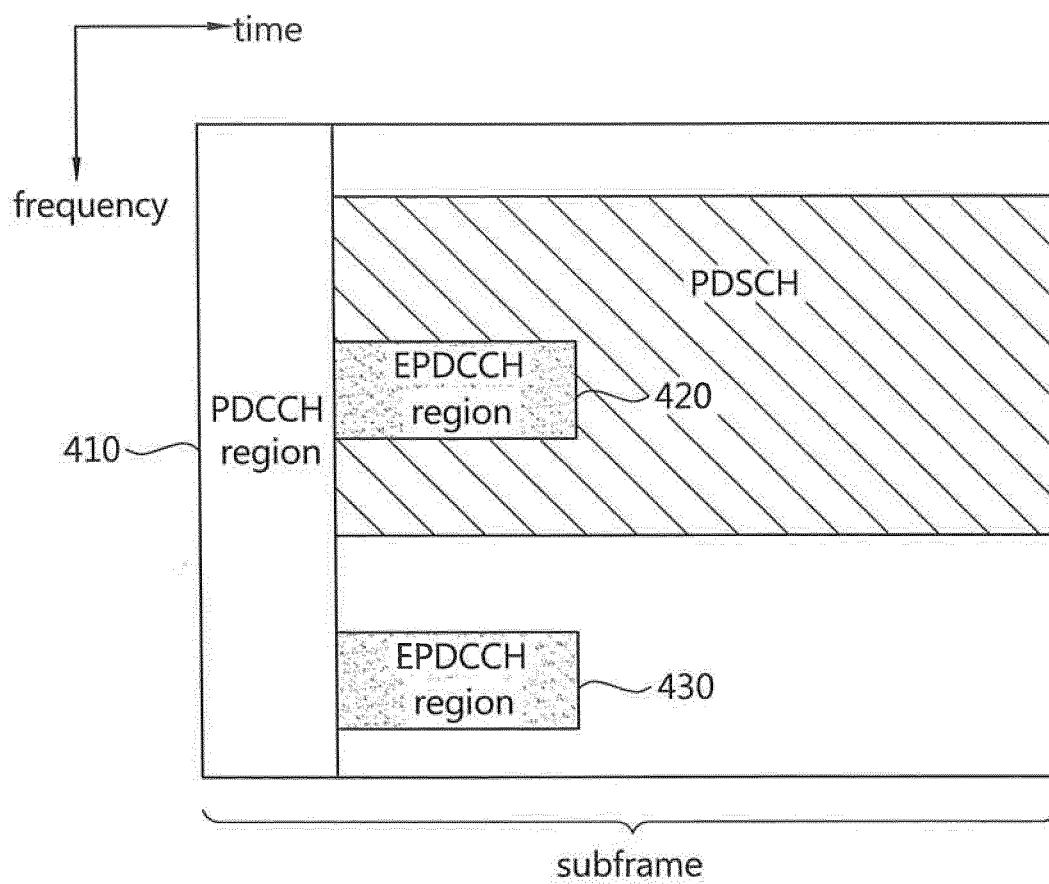 time
frequency
PDSCH
EPDCCH
region
420
PDCCH
region
410
EPDCCH
region
430
subframe